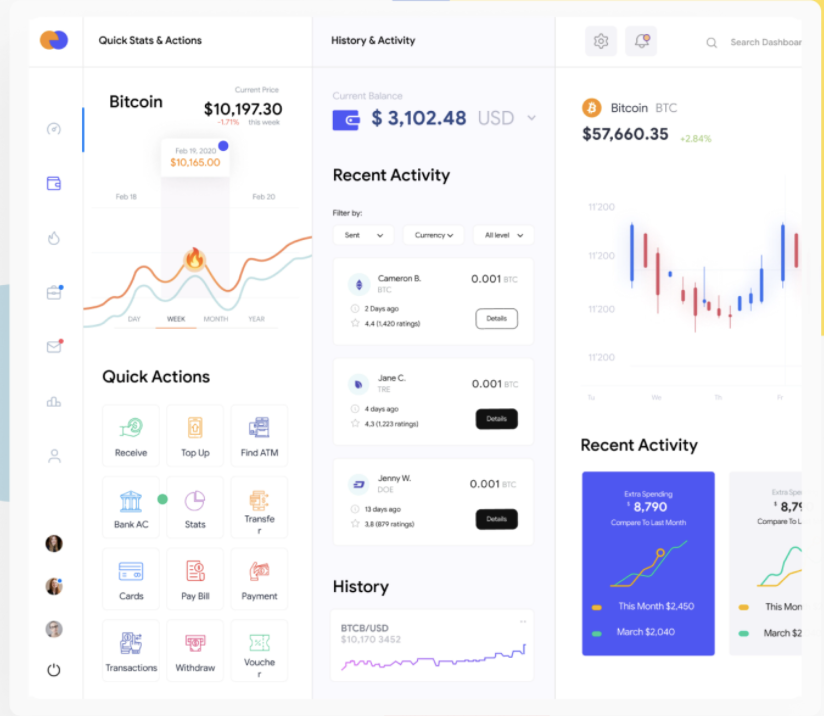 Quick Stats & Actions
Bitcoin
Current Price
$10,197.30
-1.71% this week
Feb 19, 2020
$10,165.00
Feb 18
Feb 20
DAY WEEK MONTH YEAR
Quick Actions
Receive
Top Up
Find ATM
Bank AC
Stats
Transfe
r
Cards
Pay Bill
Payment
Transactions
Withdraw
Vouche
r
History & Activity
Current Balance
$ 3,102.48 USD
Recent Activity
Filter by:
Sent
Currency
All level
Cameron B.
BTC
0.001 BTC
2 Days ago
4,4 (1,420 ratings)
Details
Jane C.
TRE
0.001 BTC
4 days ago
4,3 (1,223 ratings)
Details
Jenny W.
DOE
0.001 BTC
13 days ago
3,8 (879 ratings)
Details
History
BTCB/USD
$10,170 3452
Search Dashboar
Bitcoin BTC
$57,660.35 +2.84%
11'200
11'200
11'200
11'200
Tu We Th Fr
Recent Activity
Extra Spending
$ 8,790
Compare To Last Month
This Month $2,450
March $2,040
Extra Spe
$ 8,79
Compare To L
This Mon
March $2